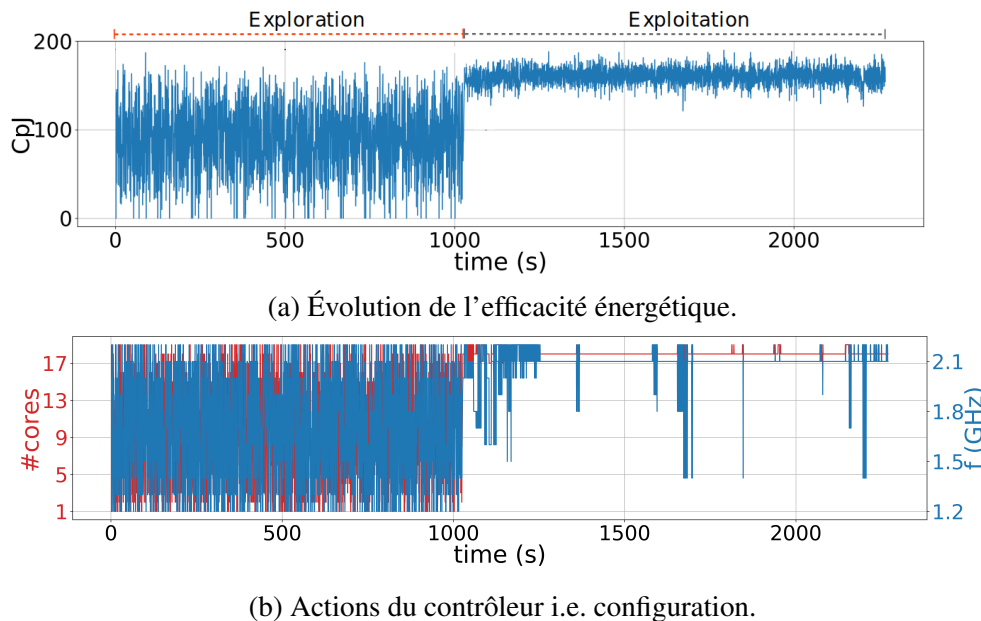 Exploration Exploitation
200
100
0
CpJ
0 500 1000 1500 2000
time (s)
(a) Évolution de l'efficacité énergétique.
17 2.1
13 1.8
9
5 1.5
1 1.2
#cores
f (GHz)
0 500 1000 1500 2000
time (s)
(b) Actions du contrôleur i.e. configuration.